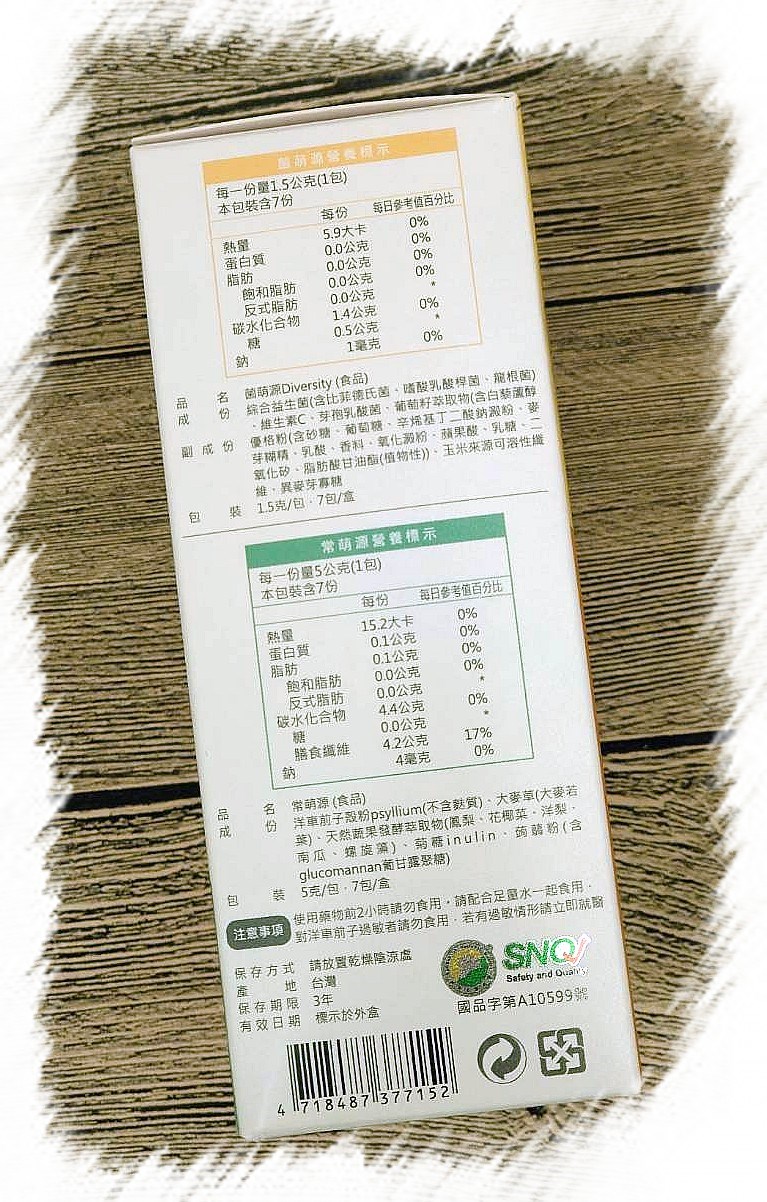 菌萌源營養標示
每一份量1.5公克(1包)
本包裝含7份
每份 每日參考值百分比
熱量 5.9大卡 0%
蛋白質 0.0公克 0%
脂肪 0.0公克 0%
飽和脂肪 0.0公克 0%
反式脂肪 0.0公克 *
碳水化合物 1.4公克 0%
糖 0.5公克 *
鈉 1毫克 0%
品名 菌萌源Diversity (食品)
成份 綜合益生菌(含比菲德氏菌、嗜酸乳酸桿菌、龍根菌)
、維生素C、芽孢乳酸菌、葡萄籽萃取物(含白藜蘆醇
副成份 優格粉(含砂糖、葡萄糖、辛烯基丁二酸鈉澱粉、麥
芽糊精、乳酸、香料、氧化澱粉、蘋果酸、乳糖、二
氧化矽、脂肪酸甘油酯(植物性))、玉米來源可溶性纖
維、異麥芽寡糖
包裝 1.5克/包．7包/盒
常萌源營養標示
每一份量5公克(1包)
本包裝含7份
每份 每日參考值百分比
熱量 15.2大卡 0%
蛋白質 0.1公克 0%
脂肪 0.1公克 0%
飽和脂肪 0.0公克 0%
反式脂肪 0.0公克 *
碳水化合物 4.4公克 0%
糖 0.0公克 *
膳食纖維 4.2公克 17%
鈉 4毫克 0%
品名 常萌源 (食品)
成份 洋車前子殼粉psyllium(不含麩質)、大麥草(大麥若
葉)、天然蔬果發酵萃取物(鳳梨、花椰菜、洋梨、
南瓜、螺旋藻)、菊糖inulin、蒟蒻粉(含
glucomannan葡甘露聚糖)
包裝 5克/包．7包/盒
注意事項 使用藥物前2小時請勿食用，請配合足量水一起食用．
對洋車前子過敏者請勿食用．若有過敏情形請立即就醫
保存方式 請放置乾燥陰涼處
產地 台灣
保存期限 3年
有效日期 標示於外盒
SNQ
Safety and Quality
國品字第A10599號
4 718487 377152